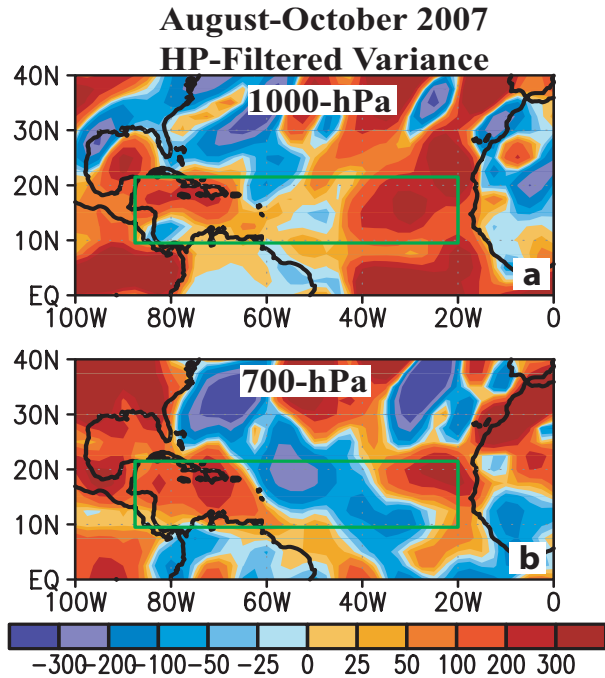 August-October 2007
HP-Filtered Variance
40N
1000-hPa
30N
20N
10N
EQ
a
100W 80W 60W 40W 20W 0
40N
700-hPa
30N
20N
10N
EQ
b
100W 80W 60W 40W 20W 0
−300 −200 −100 −50 −25 0 25 50 100 200 300